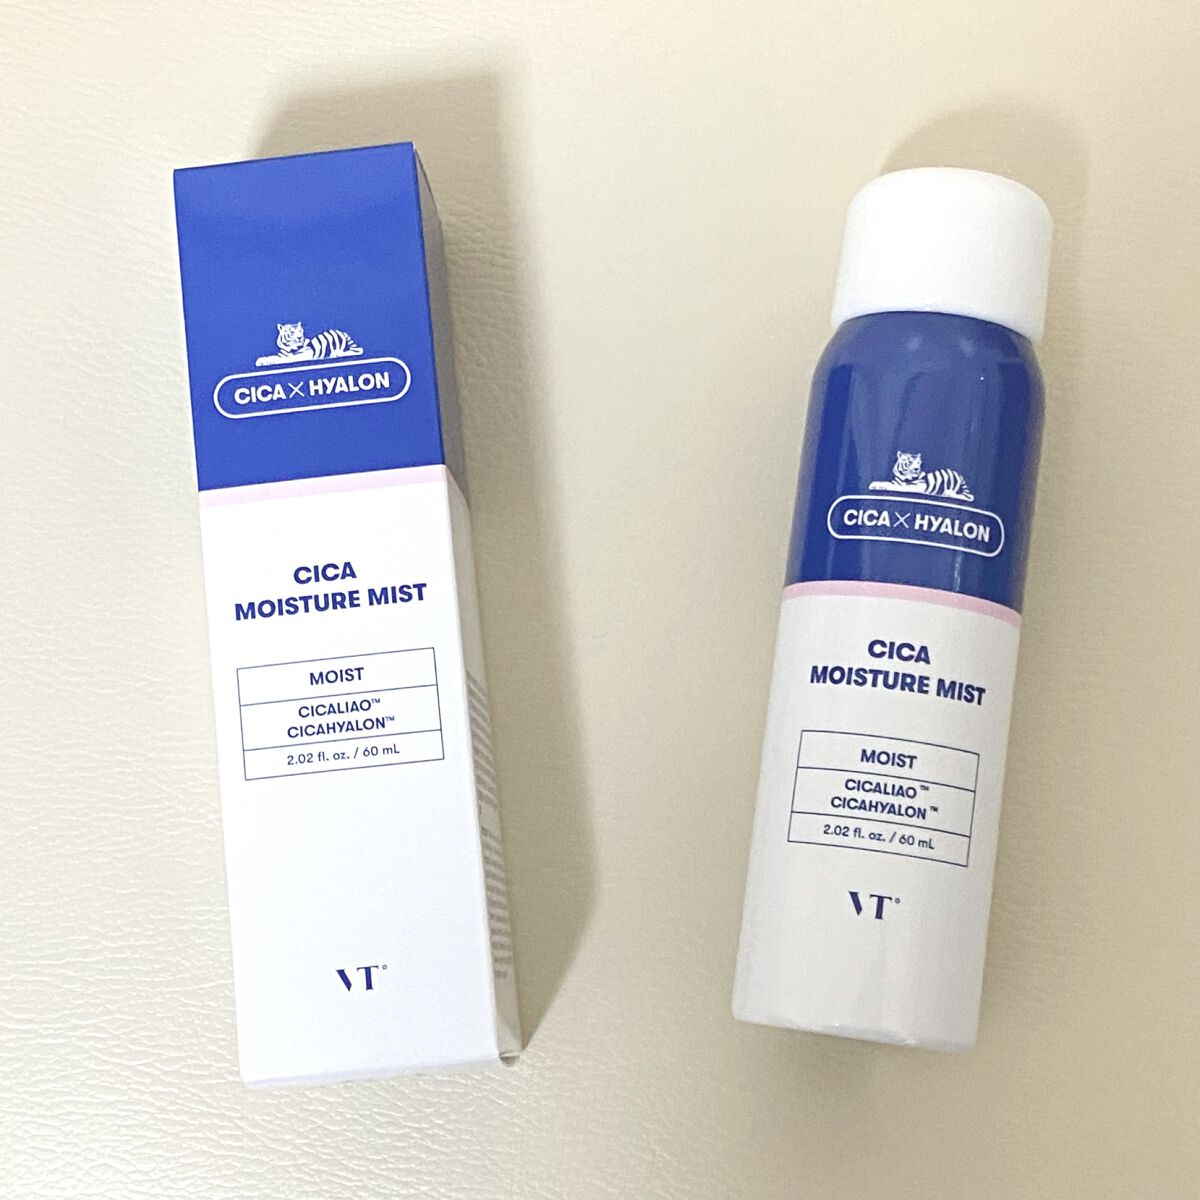 CICA×HYALON
CICA
MOISTURE MIST
MOIST
CICALIAO™
CICAHYALON™
2.02 fl. oz. / 60 mL
VT°
CICA×HYALON
CICA
MOISTURE MIST
MOIST
CICALIAO™
CICAHYALON™
2.02 fl. oz. / 60 mL
VT°